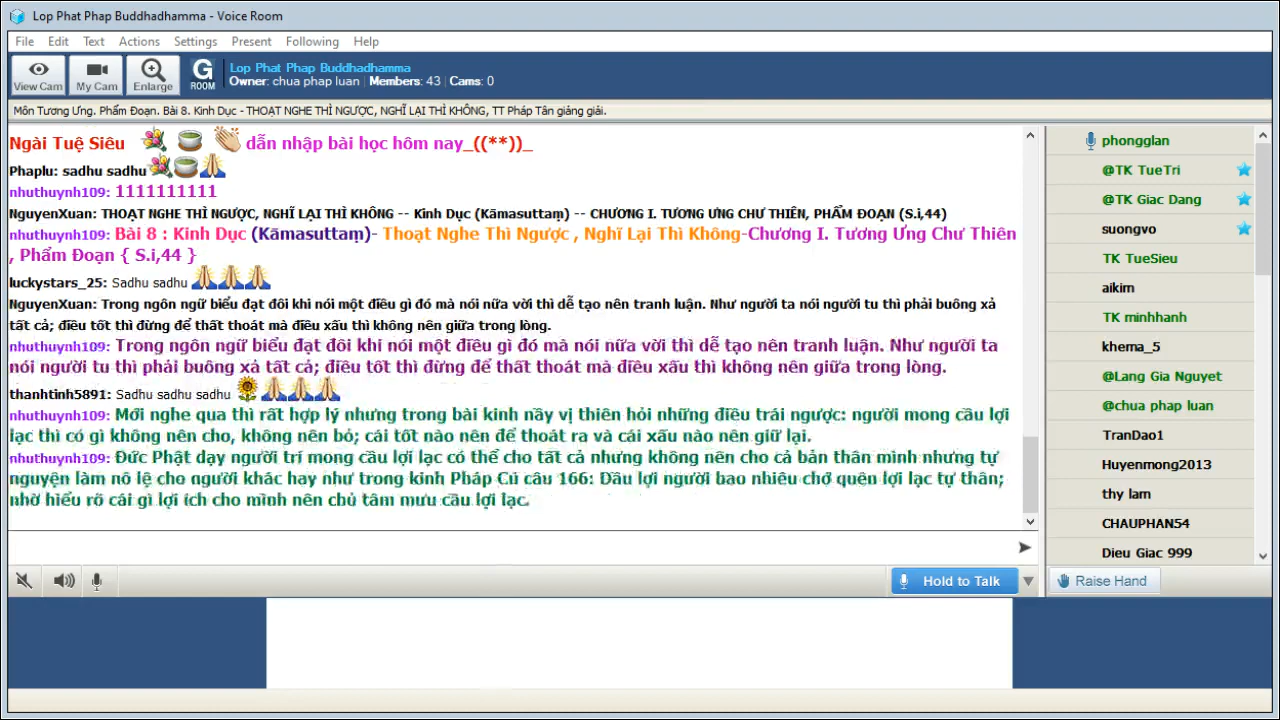 Lop Phat Phap Buddhadhamma - Voice Room
File Edit Text Actions Settings Present Following Help
View Cam My Cam Enlarge G ROOM
Lop Phat Phap Buddhadhamma
Owner: chua phap luan Members: 43 Cams: 0
Môn Tương Ưng. Phẩm Đoạn. Bài 8. Kinh Dục - THOẠT NGHE THÌ NGƯỢC, NGHĨ LẠI THÌ KHÔNG, TT Pháp Tân giảng giải.
Ngài Tuệ Siêu dẫn nhập bài học hôm nay_((**))_
Phaplu: sadhu sadhu
nhuthuynh109: 1111111111
NguyenXuan: THOẠT NGHE THÌ NGƯỢC, NGHĨ LẠI THÌ KHÔNG -- Kinh Dục (Kāmasuttaṃ) -- CHƯƠNG I. TƯƠNG ƯNG CHƯ THIÊN, PHẨM ĐOẠN (S.i,44)
nhuthuynh109: Bài 8 : Kinh Dục (Kāmasuttaṃ)- Thoạt Nghe Thì Ngược , Nghĩ Lại Thì Không-Chương I. Tương Ưng Chư Thiên
, Phẩm Đoạn { S.i,44 }
luckystars_25: Sadhu sadhu
NguyenXuan: Trong ngôn ngữ biểu đạt đôi khi nói một điều gì đó mà nói nữa vời thì dễ tạo nên tranh luận. Như người ta nói người tu thì phải buông xả
tất cả; điều tốt thì đừng để thất thoát mà điều xấu thì không nên giữa trong lòng.
nhuthuynh109: Trong ngôn ngữ biểu đạt đôi khi nói một điều gì đó mà nói nữa vời thì dễ tạo nên tranh luận. Như người ta
nói người tu thì phải buông xả tất cả; điều tốt thì đừng để thất thoát mà điều xấu thì không nên giữa trong lòng.
thanhtinh5891: Sadhu sadhu sadhu
nhuthuynh109: Mới nghe qua thì rất hợp lý nhưng trong bài kinh nầy vị thiên hỏi những điều trái ngược: người mong cầu lợi
lạc thì có gì không nên cho, không nên bỏ; cái tốt nào nên để thoát ra và cái xấu nào nên giữ lại.
nhuthuynh109: Đức Phật dạy người trí mong cầu lợi lạc có thể cho tất cả nhưng không nên cho cả bản thân mình nhưng tự
nguyện làm nô lệ cho người khác hay như trong kinh Pháp Cú câu 166: Dầu lợi người bao nhiêu chớ quên lợi lạc tự thân;
nhờ hiểu rõ cái gì lợi ích cho mình nên chủ tâm mưu cầu lợi lạc.
phongglan
@TK TueTri
@TK Giac Dang
suongvo
TK TueSieu
aikim
TK minhhanh
khema_5
@Lang Gia Nguyet
@chua phap luan
TranDao1
Huyenmong2013
thy lam
CHAUPHAN54
Dieu Giac 999
Hold to Talk
Raise Hand